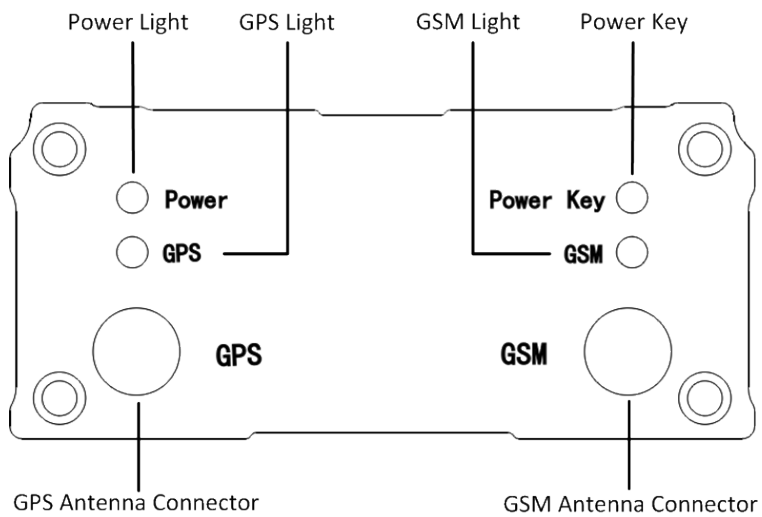 Power Light GPS Light GSM Light Power Key
Power Power Key
GPS GSM
GPS GSM
GPS Antenna Connector GSM Antenna Connector